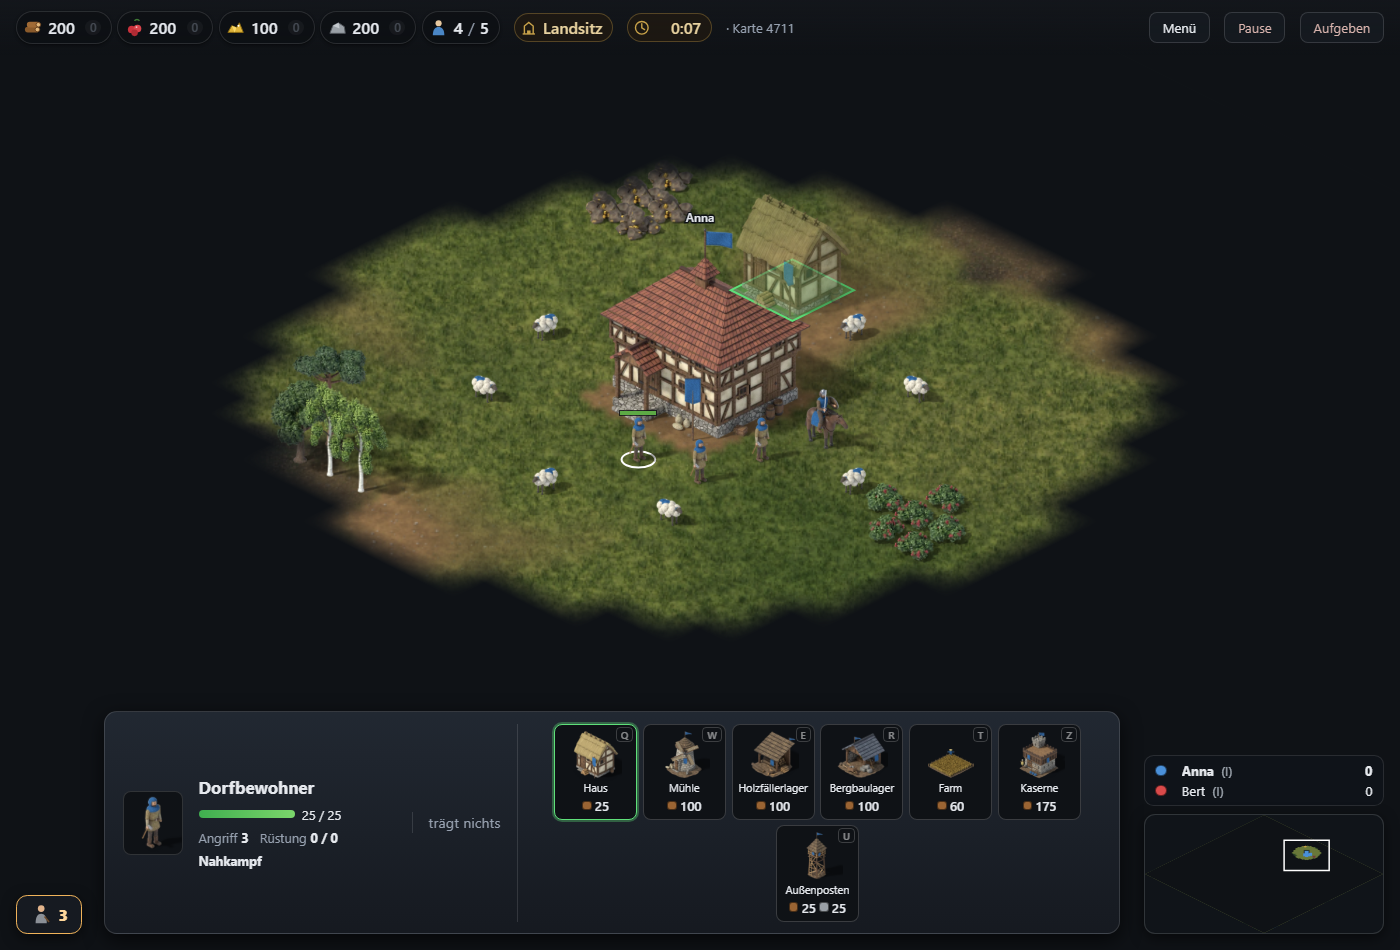 200 0 200 0 100 0 200 0 4 / 5 Landsitz 0:07 · Karte 4711 Menü Pause Aufgeben
Anna
Dorfbewohner
25 / 25
Angriff 3 Rüstung 0 / 0
Nahkampf
trägt nichts
Q W E R T Z
Haus Mühle Holzfällerlager Bergbaulager Farm Kaserne
25 100 100 100 60 175
U
Außenposten
25 25
3
Anna (I) 0
Bert (I) 0